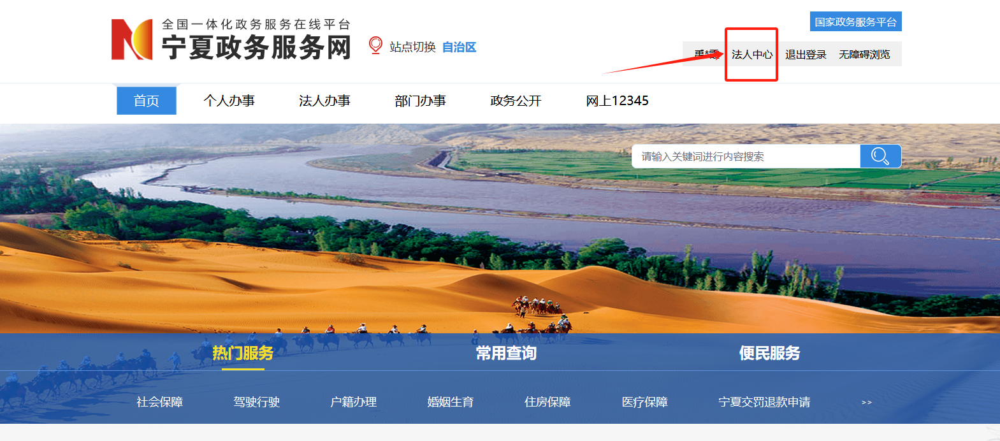 全国一体化政务服务在线平台
宁夏政务服务网
站点切换 自治区
国家政务服务平台
法人中心 退出登录 无障碍浏览
首页 个人办事 法人办事 部门办事 政务公开 网上12345
请输入关键词进行内容搜索
热门服务 常用查询 便民服务
社会保障 驾驶行驶 户籍办理 婚姻生育 住房保障 医疗保障 宁夏交罚退款申请 >>